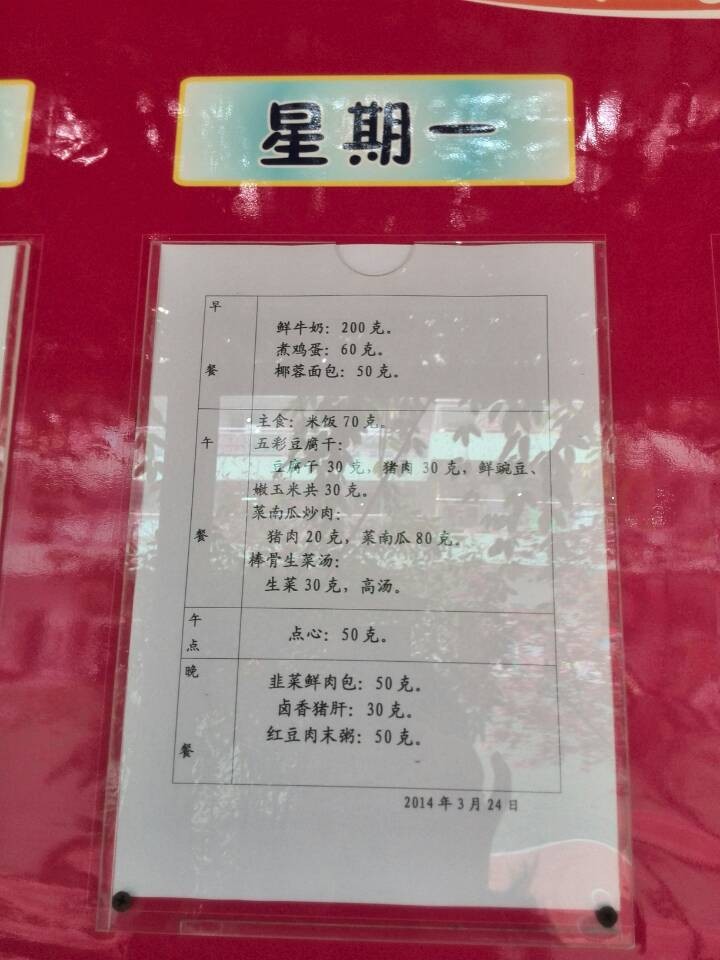 星期一
早餐
鲜牛奶：200克。
煮鸡蛋：60克。
椰蓉面包：50克。
午餐
主食：米饭70克。
五彩豆腐干：
豆腐干30克，猪肉30克，鲜豌豆、
嫩玉米共30克。
菜南瓜炒肉：
猪肉20克，菜南瓜80克。
棒骨生菜汤：
生菜30克，高汤。
午点
点心：50克。
晚餐
韭菜鲜肉包：50克。
卤香猪肝：30克。
红豆肉末粥：50克。
2014年3月24日